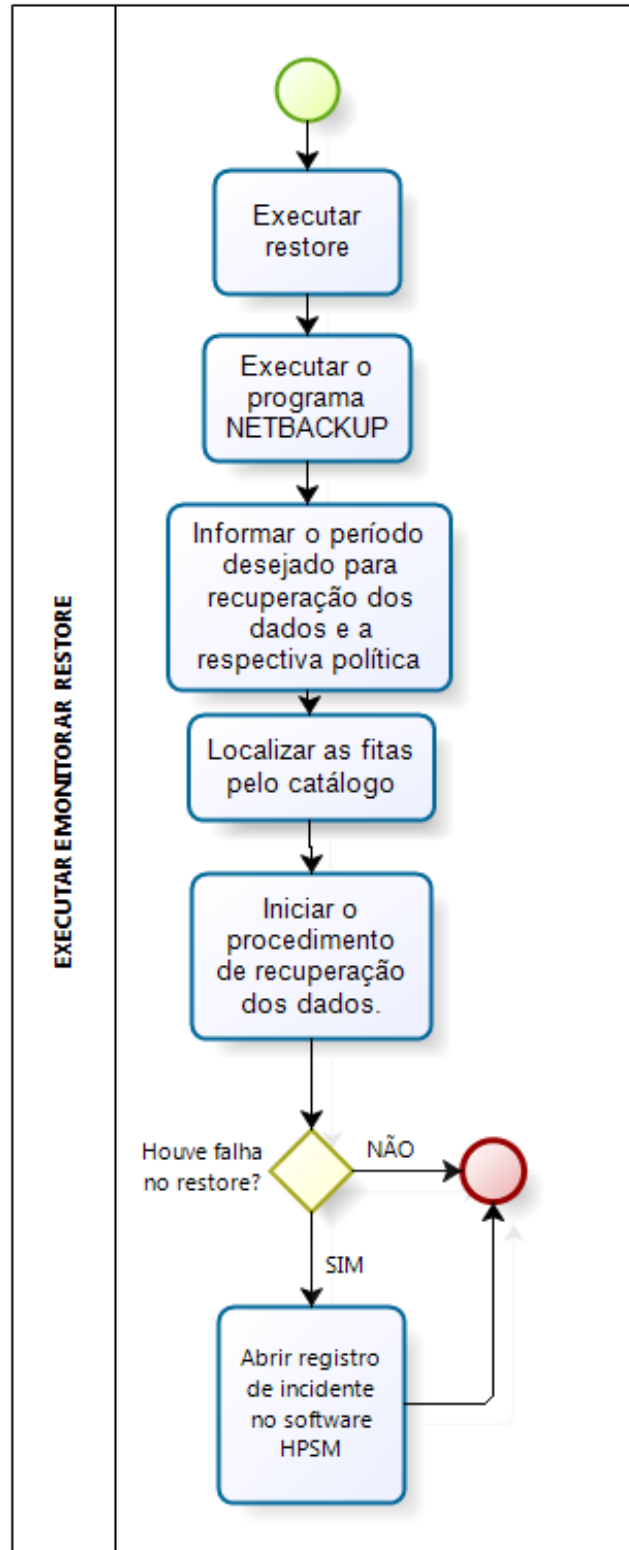 EXECUTAR EMONITORAR RESTORE
Executar
restore
Executar o
programa
NETBACKUP
Informar o período
desejado para
recuperação dos
dados e a
respectiva política
Localizar as fitas
pelo catálogo
Iniciar o
procedimento
de recuperação
dos dados.
Houve falha
no restore?
NÃO
SIM
Abrir registro
de incidente
no software
HPSM